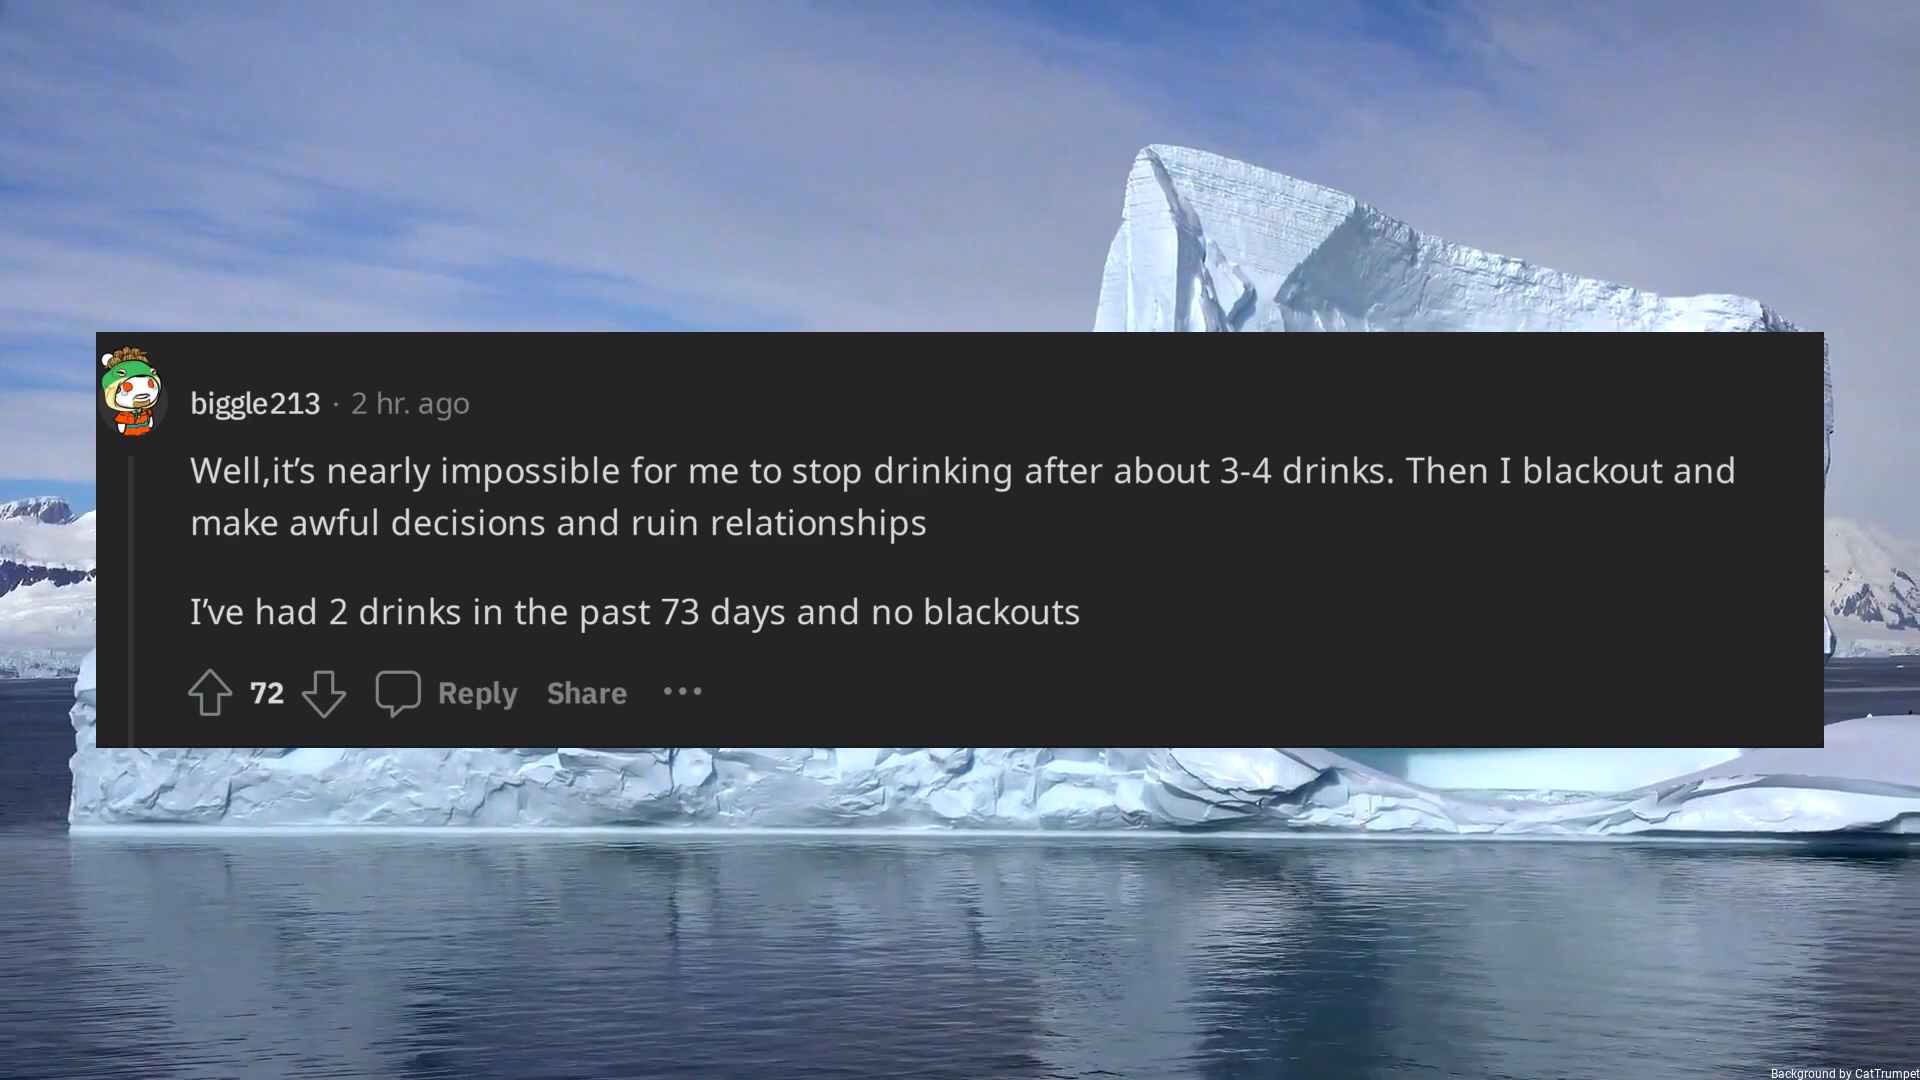 biggle213 · 2 hr. ago
Well,it’s nearly impossible for me to stop drinking after about 3-4 drinks. Then I blackout and
make awful decisions and ruin relationships
I’ve had 2 drinks in the past 73 days and no blackouts
72 Reply Share •••
Background by CatTrumpet